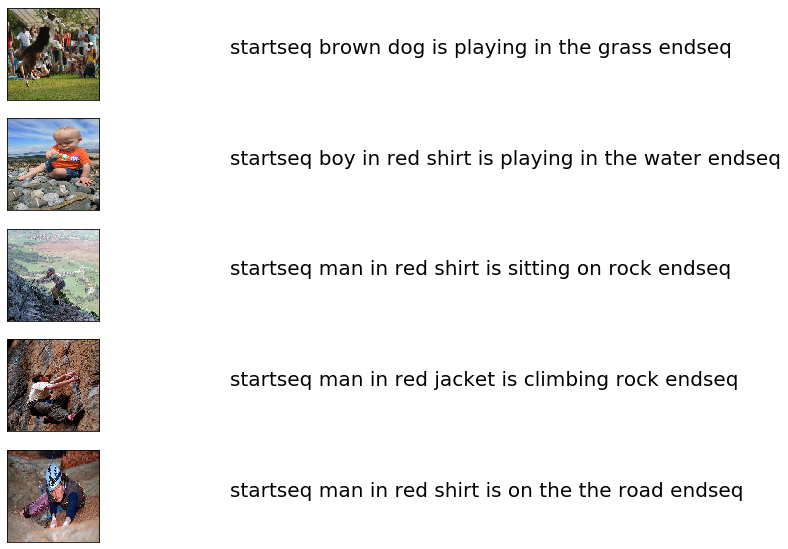 startseq brown dog is playing in the grass endseq
startseq boy in red shirt is playing in the water endseq
startseq man in red shirt is sitting on rock endseq
startseq man in red jacket is climbing rock endseq
startseq man in red shirt is on the the road endseq